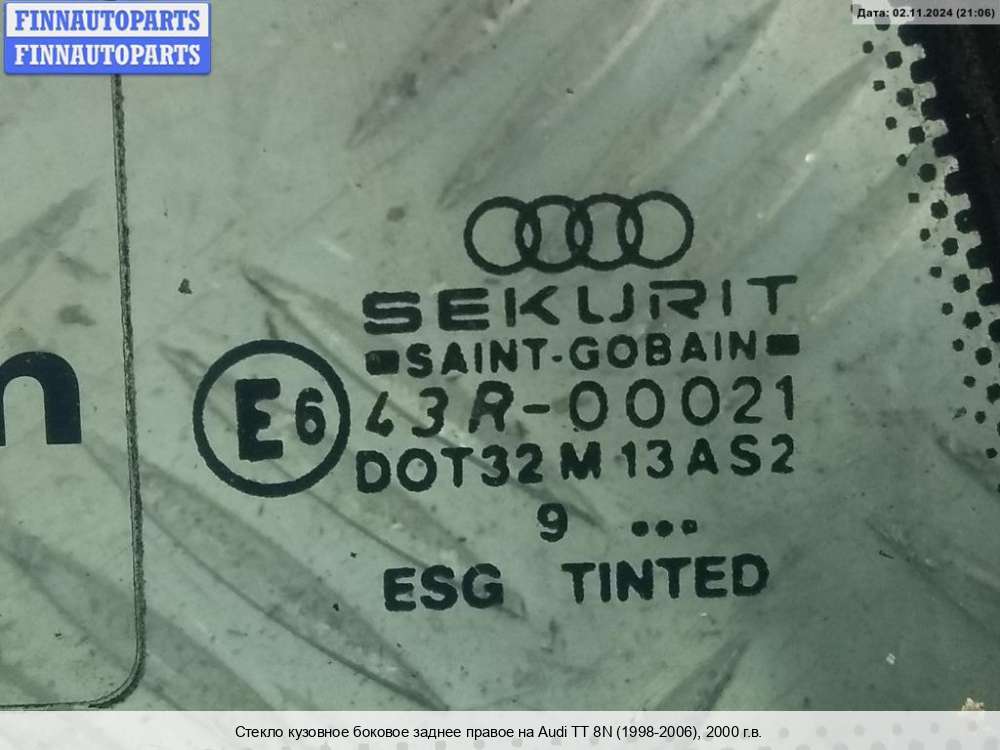 FINNAUTOPARTS
FINNAUTOPARTS
Дата: 02.11.2024 (21:06)
SEKURIT
SAINT-GOBAIN
E6 43R-00021
DOT32 M13AS2
9 ...
ESG TINTED
n
Стекло кузовное боковое заднее правое на Audi TT 8N (1998-2006), 2000 г.в.